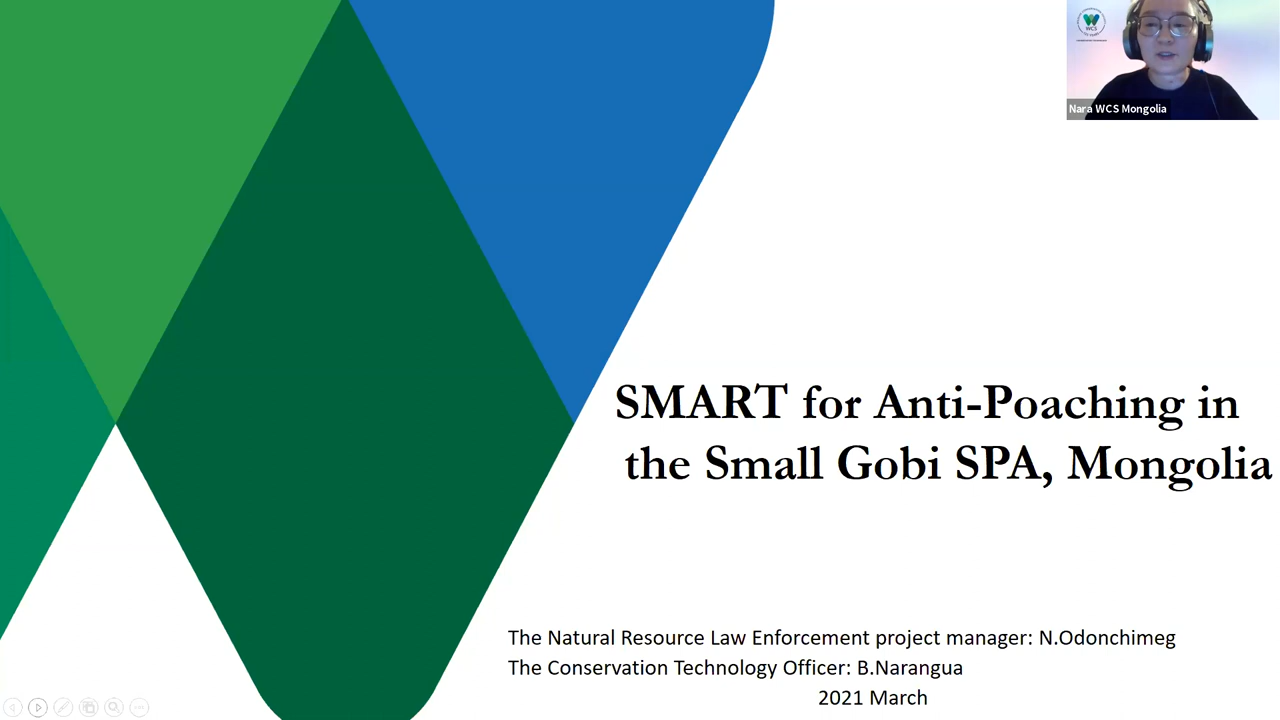 WCS
Nara WCS Mongolia
SMART for Anti-Poaching in
the Small Gobi SPA, Mongolia
The Natural Resource Law Enforcement project manager: N.Odonchimeg
The Conservation Technology Officer: B.Narangua
2021 March